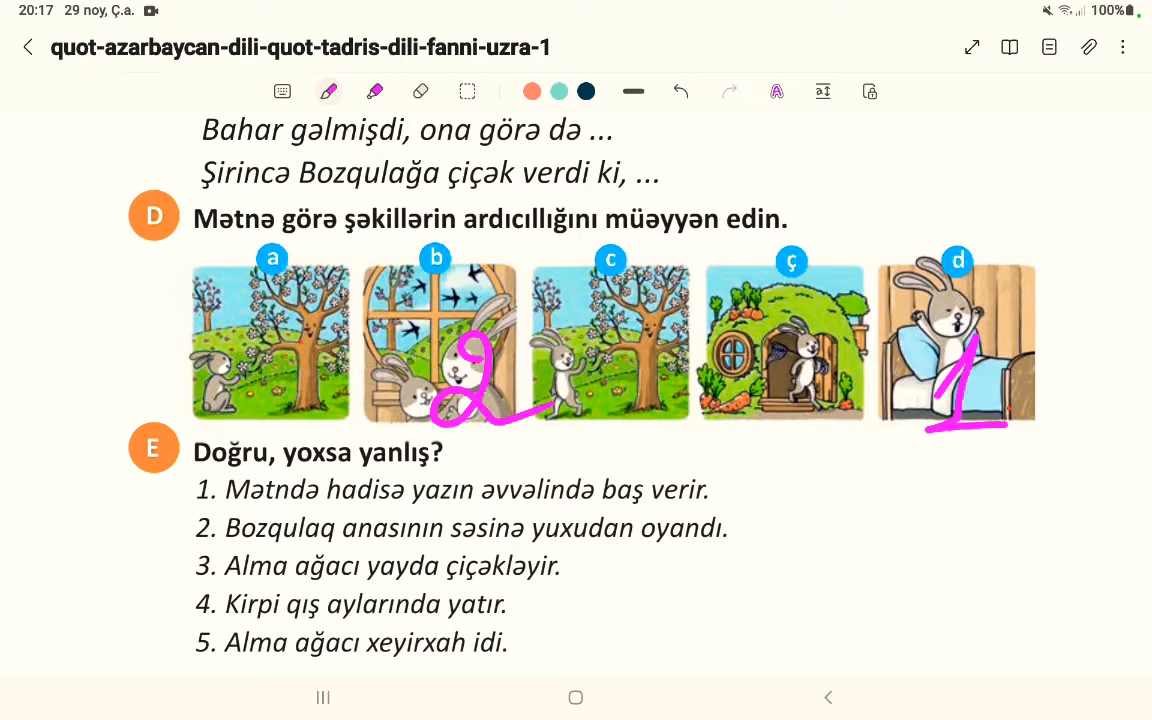 20:17 29 noy, Ç.a. 100%
quot-azarbaycan-dili-quot-tadris-dili-fanni-uzra-1
Bahar gəlmişdi, ona görə də ...
Şirincə Bozqulağa çiçək verdi ki, ...
D Mətnə görə şəkillərin ardıcıllığını müəyyən edin.
a b c ç d
2 1
E Doğru, yoxsa yanlış?
1. Mətndə hadisə yazın əvvəlində baş verir.
2. Bozqulaq anasının səsinə yuxudan oyandı.
3. Alma ağacı yayda çiçəkləyir.
4. Kirpi qış aylarında yatır.
5. Alma ağacı xeyirxah idi.